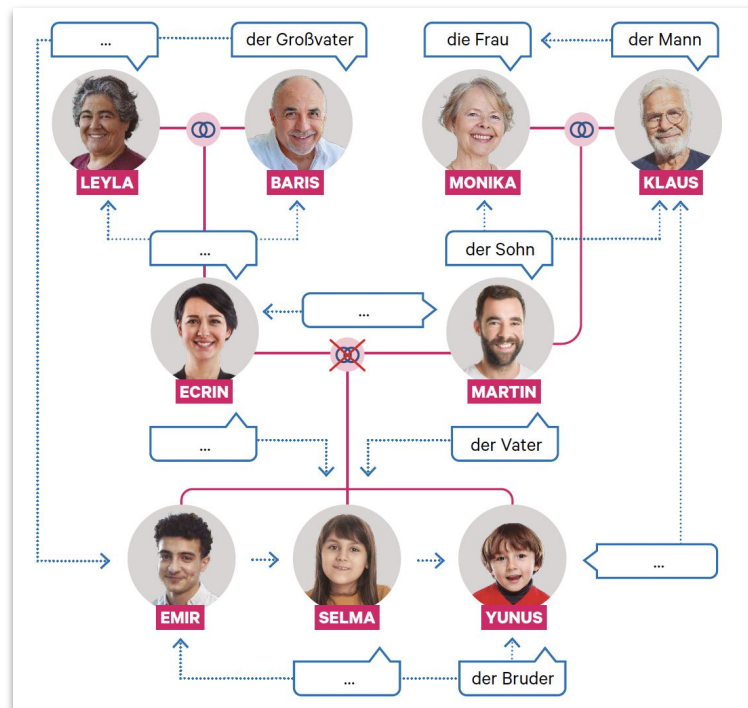 ...
der Großvater
die Frau
der Mann
LEYLA
BARIS
MONIKA
KLAUS
...
der Sohn
...
ECRIN
MARTIN
...
der Vater
...
EMIR
SELMA
YUNUS
...
der Bruder